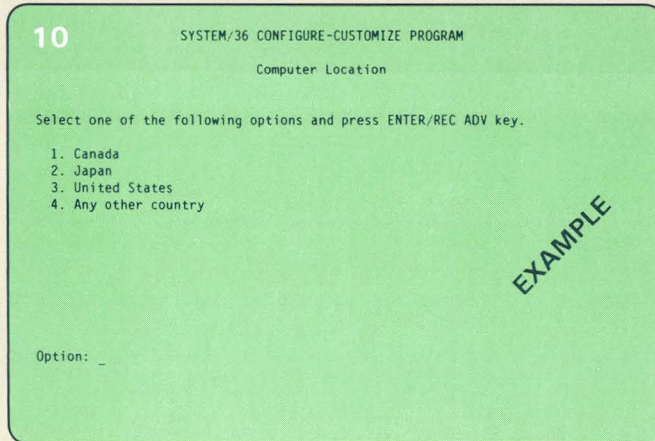 10
SYSTEM/36 CONFIGURE-CUSTOMIZE PROGRAM
Computer Location
Select one of the following options and press ENTER/REC ADV key.
1. Canada
2. Japan
3. United States
4. Any other country
EXAMPLE
Option: _